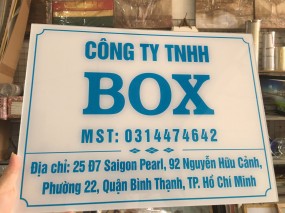 CÔNG TY TNHH
BOX
MST: 0314474642
Địa chỉ: 25 Đ7 Saigon Pearl, 92 Nguyễn Hữu Cảnh,
Phường 22, Quận Bình Thạnh, TP. Hồ Chí Minh